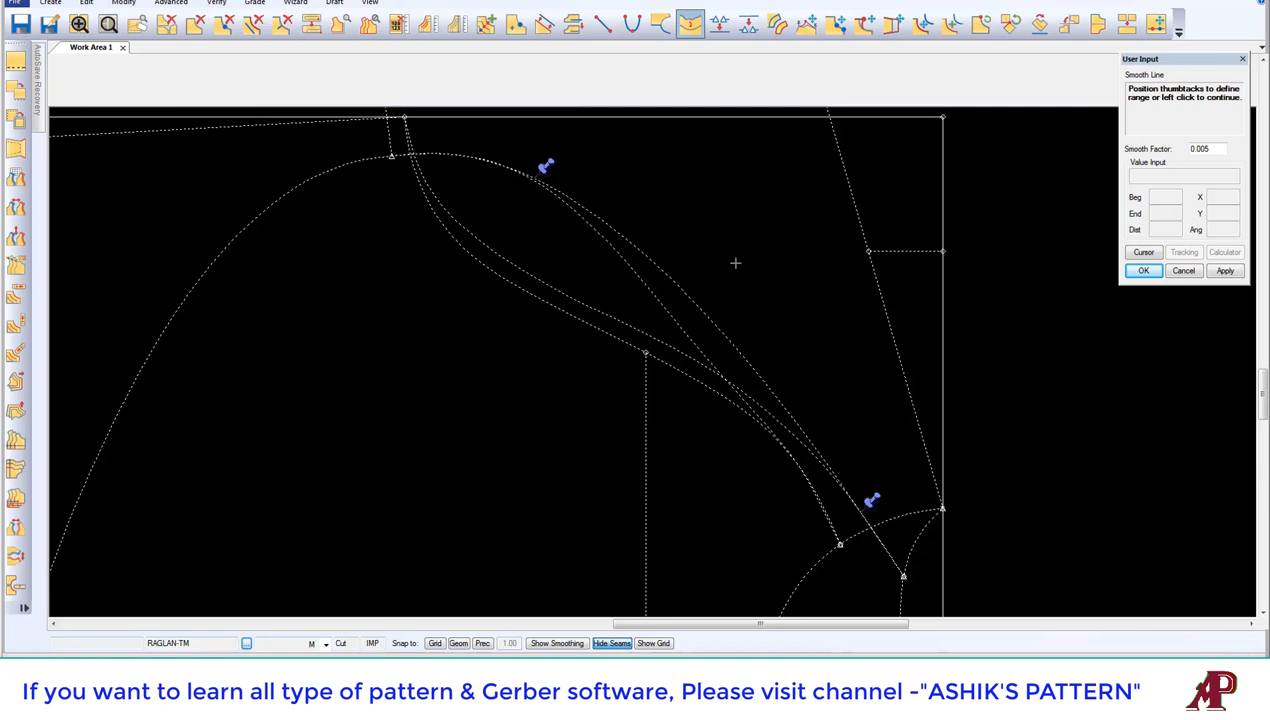 File Create Edit Modify Advanced Verify Grade Wizard Draft View
Work Area 1
AutoSave Recovery
User Input
Smooth Line
Position thumbtacks to define
range or left click to continue.
Smooth Factor: 0.005
Value Input
Beg X
End Y
Dist Ang
Cursor Tracking Calculator
OK Cancel Apply
RAGLAN-TM ... M Cut IMP Snap to: Grid Geom Prec 1.00 Show Smoothing Hide Seams Show Grid
If you want to learn all type of pattern & Gerber software, Please visit channel -"ASHIK'S PATTERN"
AP